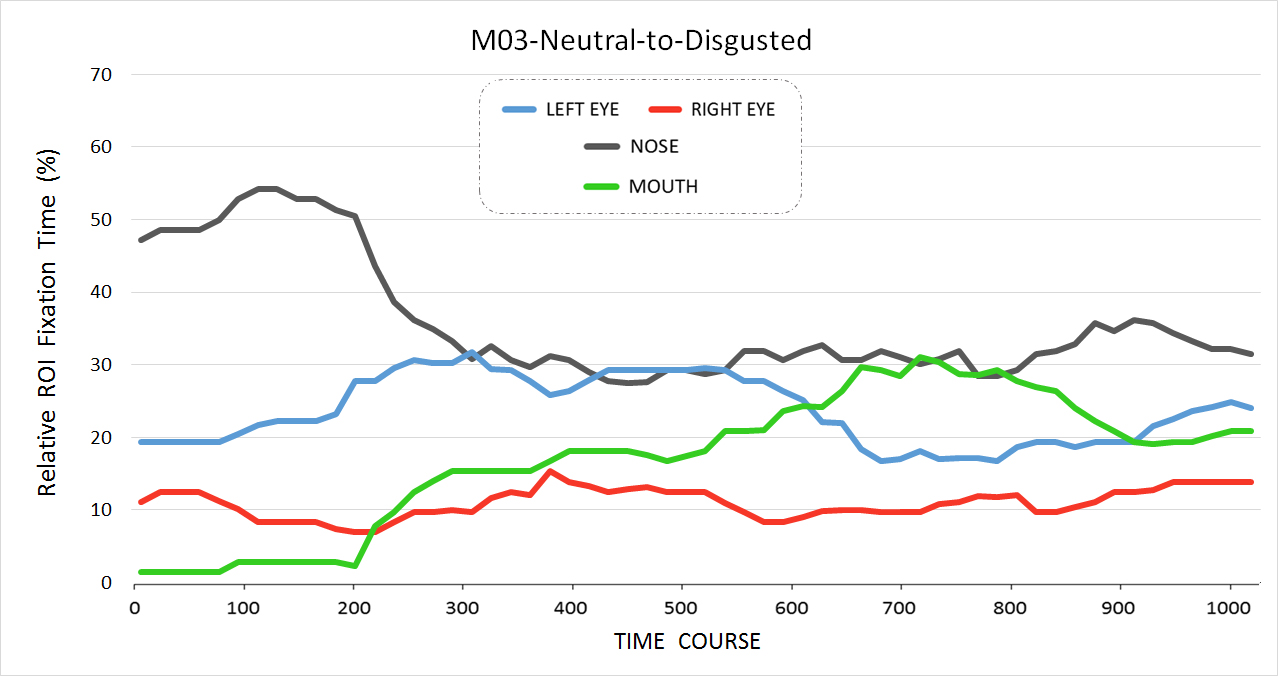 M03-Neutral-to-Disgusted
70
LEFT EYE RIGHT EYE
60
NOSE
MOUTH
50
40
30
20
10
0
Relative ROI Fixation Time (%)
0 100 200 300 400 500 600 700 800 900 1000
TIME COURSE